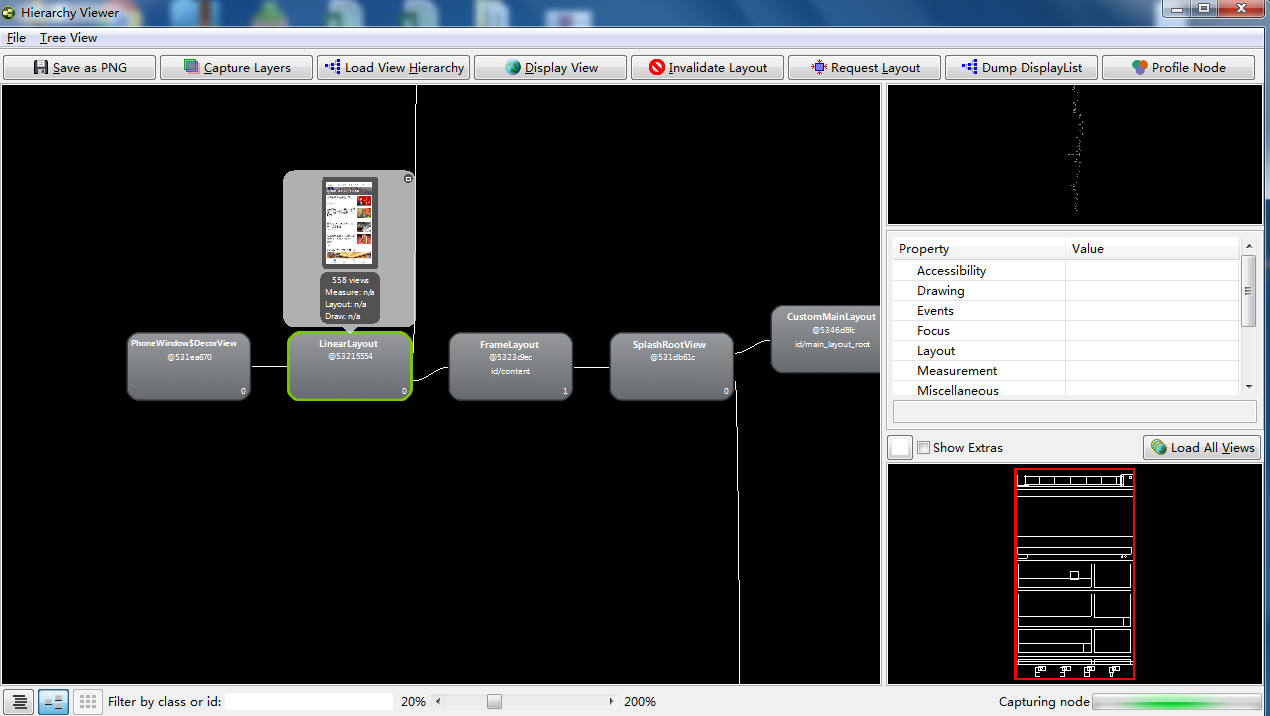 Hierarchy Viewer
File Tree View
Save as PNG
Capture Layers
Load View Hierarchy
Display View
Invalidate Layout
Request Layout
Dump DisplayList
Profile Node
558 views
Measure: n/a
Layout: n/a
Draw: n/a
PhoneWindow$DecorView
@531ea670
0
LinearLayout
@53215554
0
FrameLayout
@5323c9ec
id/content
1
SplashRootView
@531db61c
0
CustomMainLayout
@5346d8fc
id/main_layout_root
Property Value
Accessibility
Drawing
Events
Focus
Layout
Measurement
Miscellaneous
Show Extras
Load All Views
Filter by class or id:
20%
200%
Capturing node